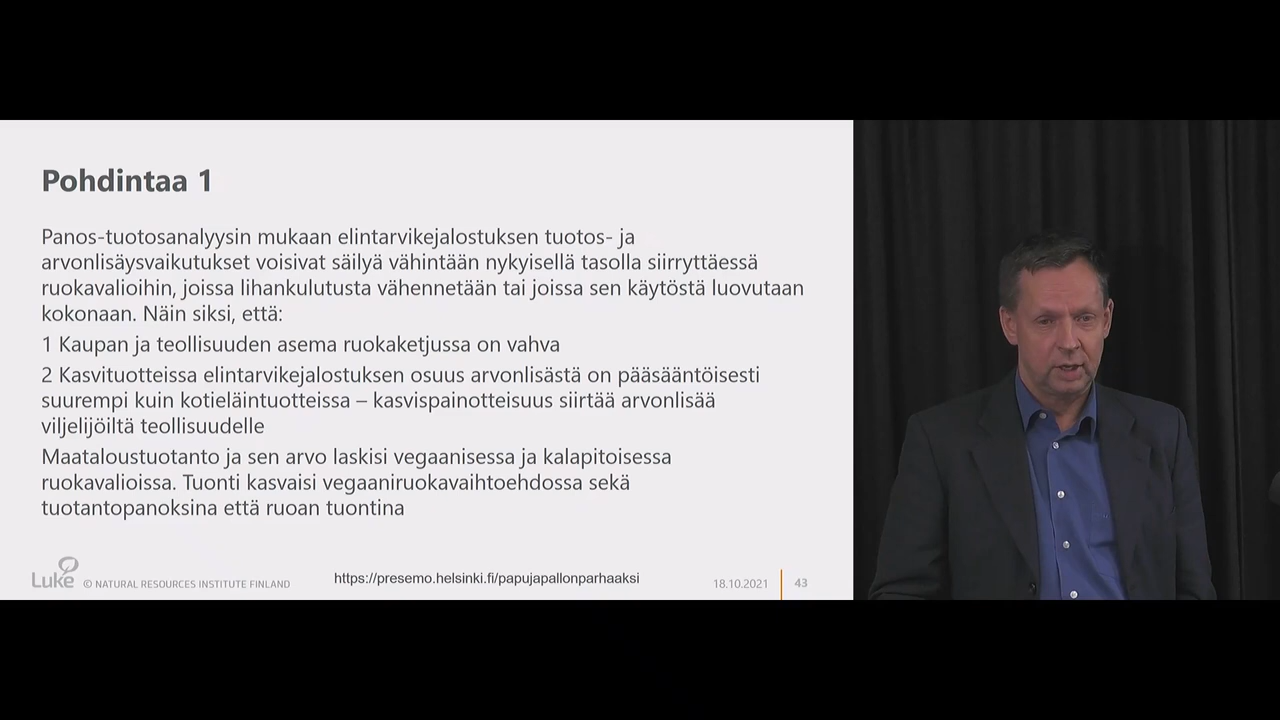 Pohdintaa 1
Panos-tuotosanalyysin mukaan elintarvikejalostuksen tuotos- ja
arvonlisäysvaikutukset voisivat säilyä vähintään nykyisellä tasolla siirryttäessä
ruokavalioihin, joissa lihankulutusta vähennetään tai joissa sen käytöstä luovutaan
kokonaan. Näin siksi, että:
1 Kaupan ja teollisuuden asema ruokaketjussa on vahva
2 Kasvituotteissa elintarvikejalostuksen osuus arvonlisästä on pääsääntöisesti
suurempi kuin kotieläintuotteissa – kasvispainotteisuus siirtää arvonlisää
viljelijöiltä teollisuudelle
Maataloustuotanto ja sen arvo laskisi vegaanisessa ja kalapitoisessa
ruokavalioissa. Tuonti kasvaisi vegaaniruokavaihtoehdossa sekä
tuotantopanoksina että ruoan tuontina
Luke © NATURAL RESOURCES INSTITUTE FINLAND https://presemo.helsinki.fi/papujapallonparhaaksi 18.10.2021 43